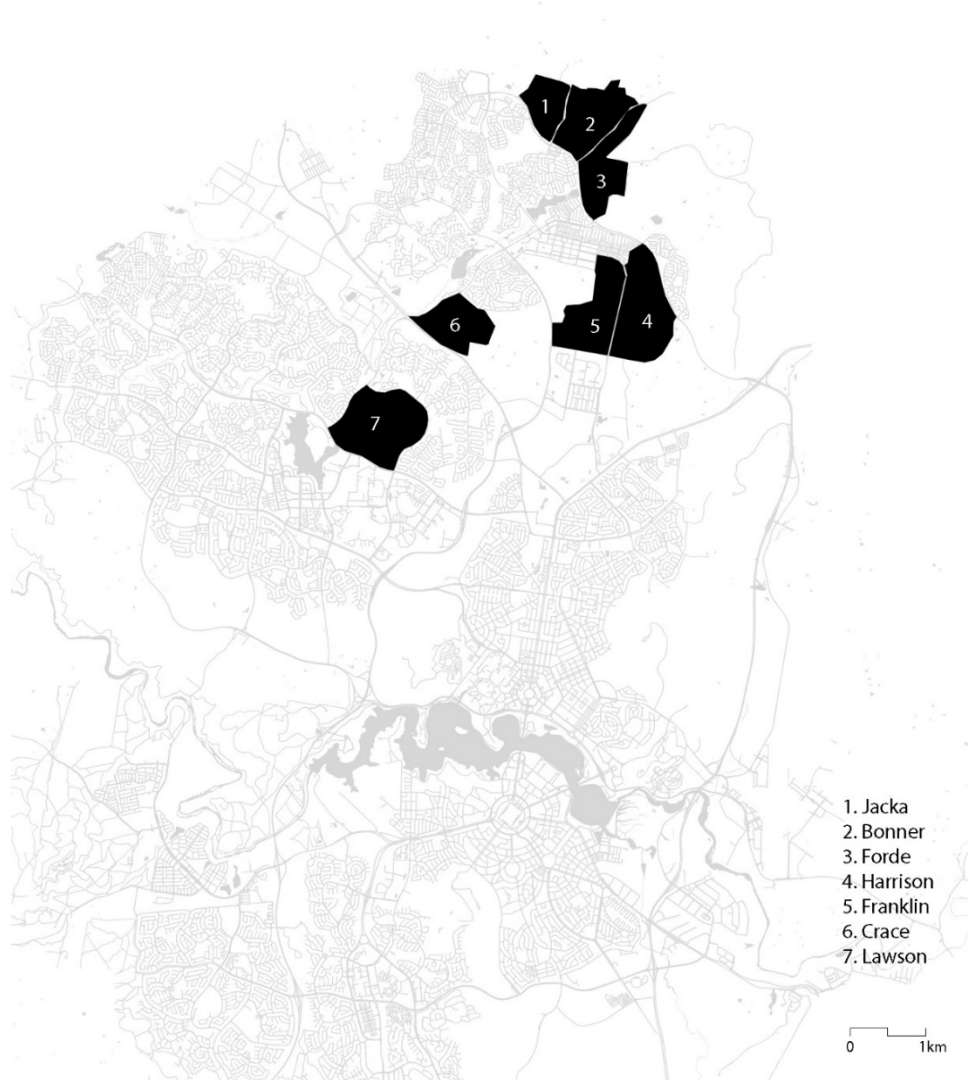 1
2
3
4
5
6
7
1. Jacka
2. Bonner
3. Forde
4. Harrison
5. Franklin
6. Crace
7. Lawson
0 1km